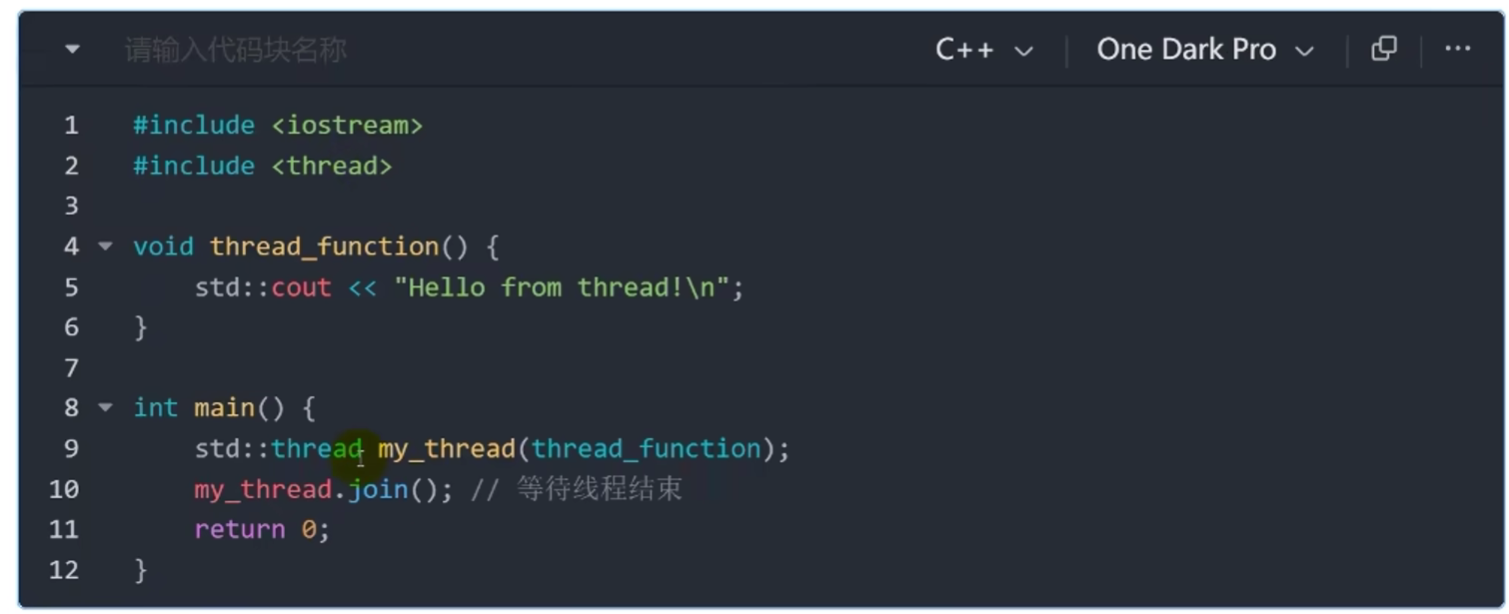 请输入代码块名称 C++ One Dark Pro ...
1 #include <iostream>
2 #include <thread>
3
4 void thread_function() {
5     std::cout << "Hello from thread!\n";
6 }
7
8 int main() {
9     std::thread my_thread(thread_function);
10     my_thread.join(); // 等待线程结束
11     return 0;
12 }